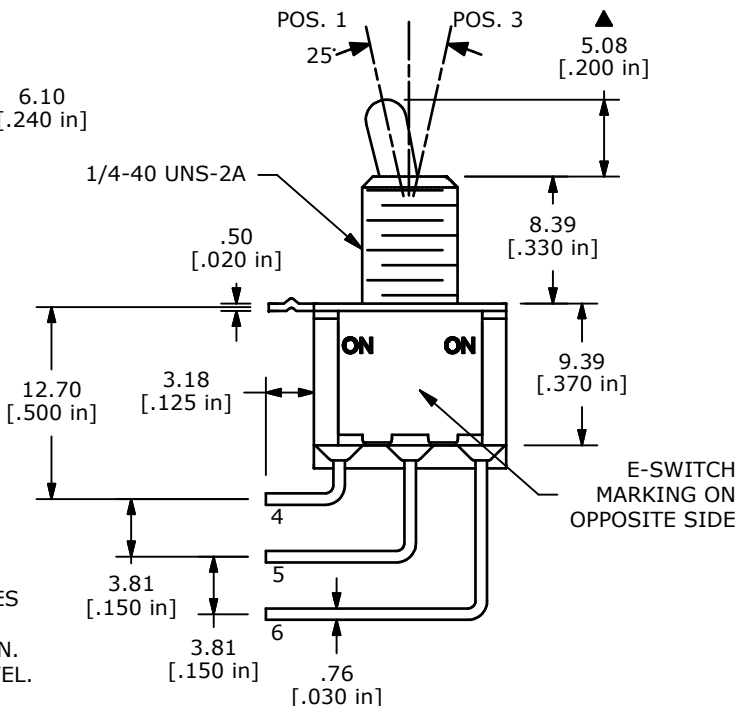 POS. 1
POS. 3
25°
▲
5.08
[.200 in]
6.10
[.240 in]
1/4-40 UNS-2A
8.39
[.330 in]
.50
[.020 in]
ON
ON
9.39
[.370 in]
12.70
[.500 in]
3.18
[.125 in]
E-SWITCH
MARKING ON
OPPOSITE SIDE
4
5
3.81
[.150 in]
6
3.81
[.150 in]
.76
[.030 in]